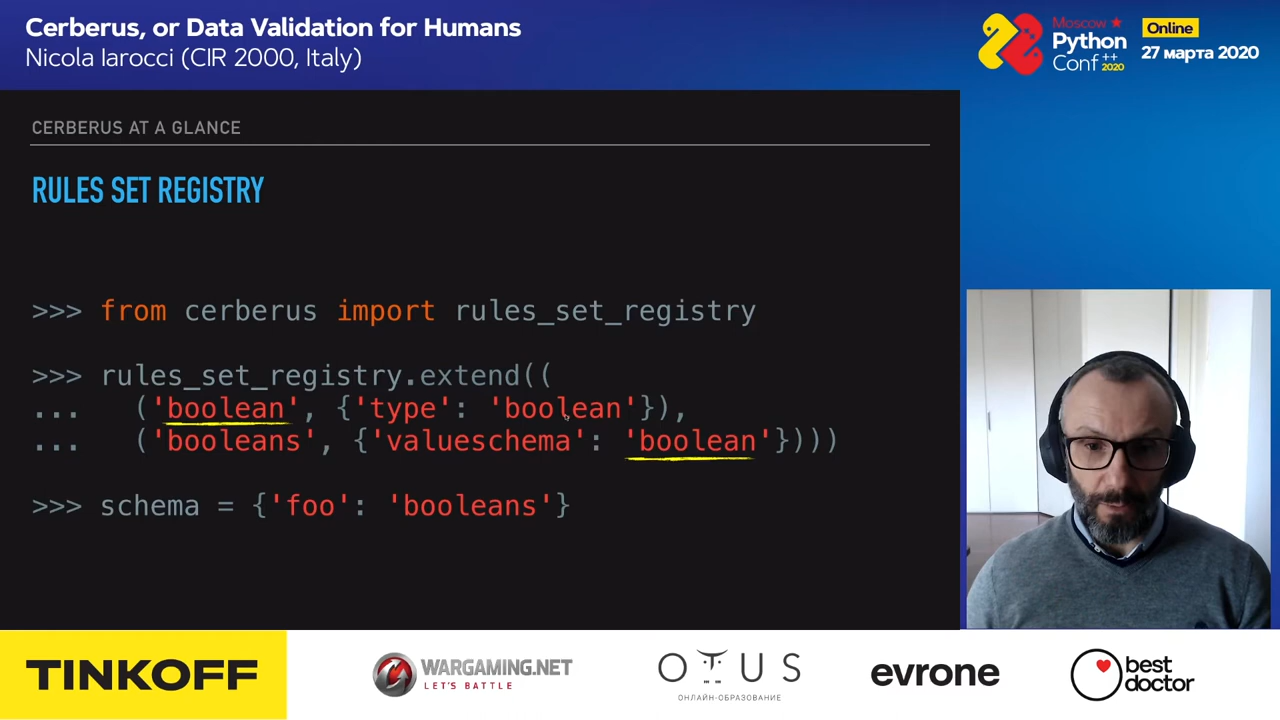 Cerberus, or Data Validation for Humans
Nicola Iarocci (CIR 2000, Italy)
Moscow
Python
Conf ++
2020
Online
27 марта 2020
CERBERUS AT A GLANCE
RULES SET REGISTRY
>>> from cerberus import rules_set_registry
>>> rules_set_registry.extend((
... ('boolean', {'type': 'boolean'}),
... ('booleans', {'valueschema': 'boolean'})))
>>> schema = {'foo': 'booleans'}
TINKOFF
WARGAMING.NET
LET'S BATTLE
OTUS
ОНЛАЙН-ОБРАЗОВАНИЕ
evrone
best
doctor